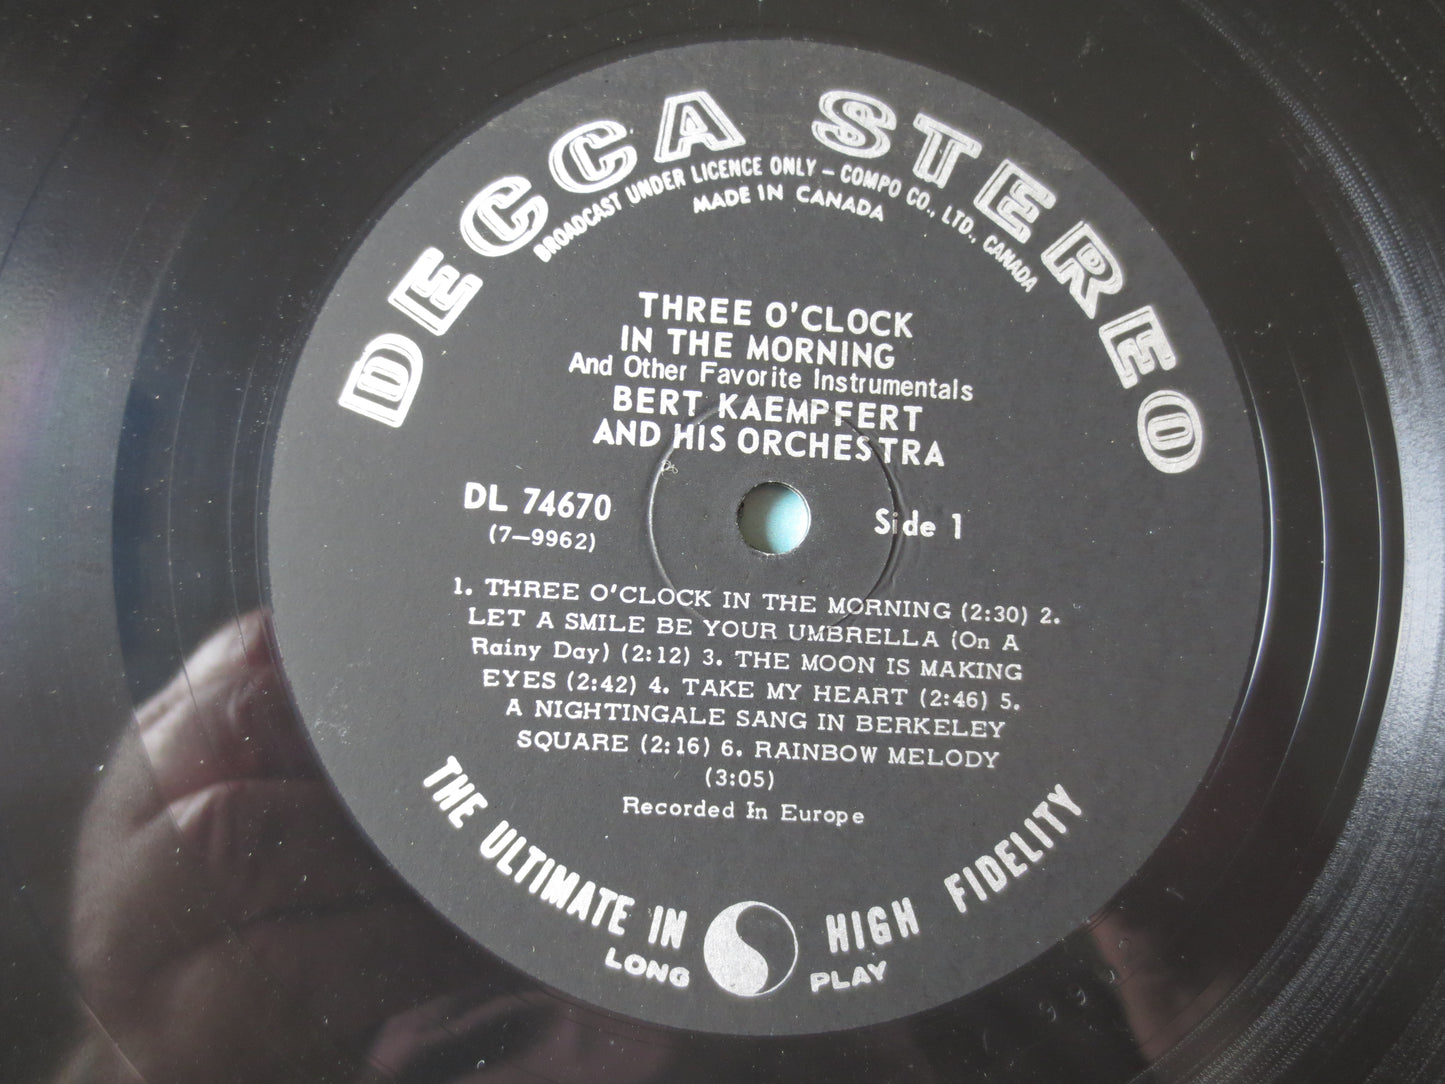 DECCA STEREO
BROADCAST UNDER LICENCE ONLY – COMPO CO., LTD., CANADA
MADE IN CANADA
THREE O'CLOCK
IN THE MORNING
And Other Favorite Instrumentals
BERT KAEMPFERT
AND HIS ORCHESTRA
DL 74670
(7–9962)
Side 1
1. THREE O'CLOCK IN THE MORNING (2:30) 2.
LET A SMILE BE YOUR UMBRELLA (On A
Rainy Day) (2:12) 3. THE MOON IS MAKING
EYES (2:42) 4. TAKE MY HEART (2:46) 5.
A NIGHTINGALE SANG IN BERKELEY
SQUARE (2:16) 6. RAINBOW MELODY
(3:05)
Recorded In Europe
THE ULTIMATE IN HIGH FIDELITY
LONG PLAY